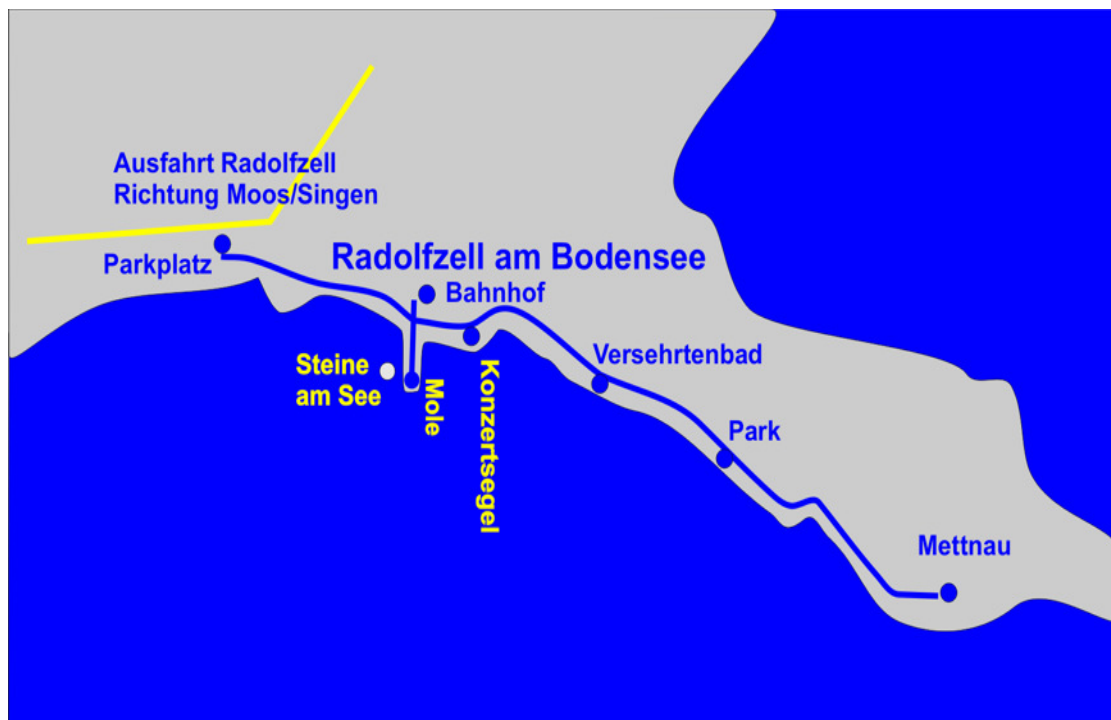 Ausfahrt Radolfzell
Richtung Moos/Singen
Parkplatz
Radolfzell am Bodensee
Bahnhof
Steine
am See
Mole
Konzertsegel
Versehrtenbad
Park
Mettnau